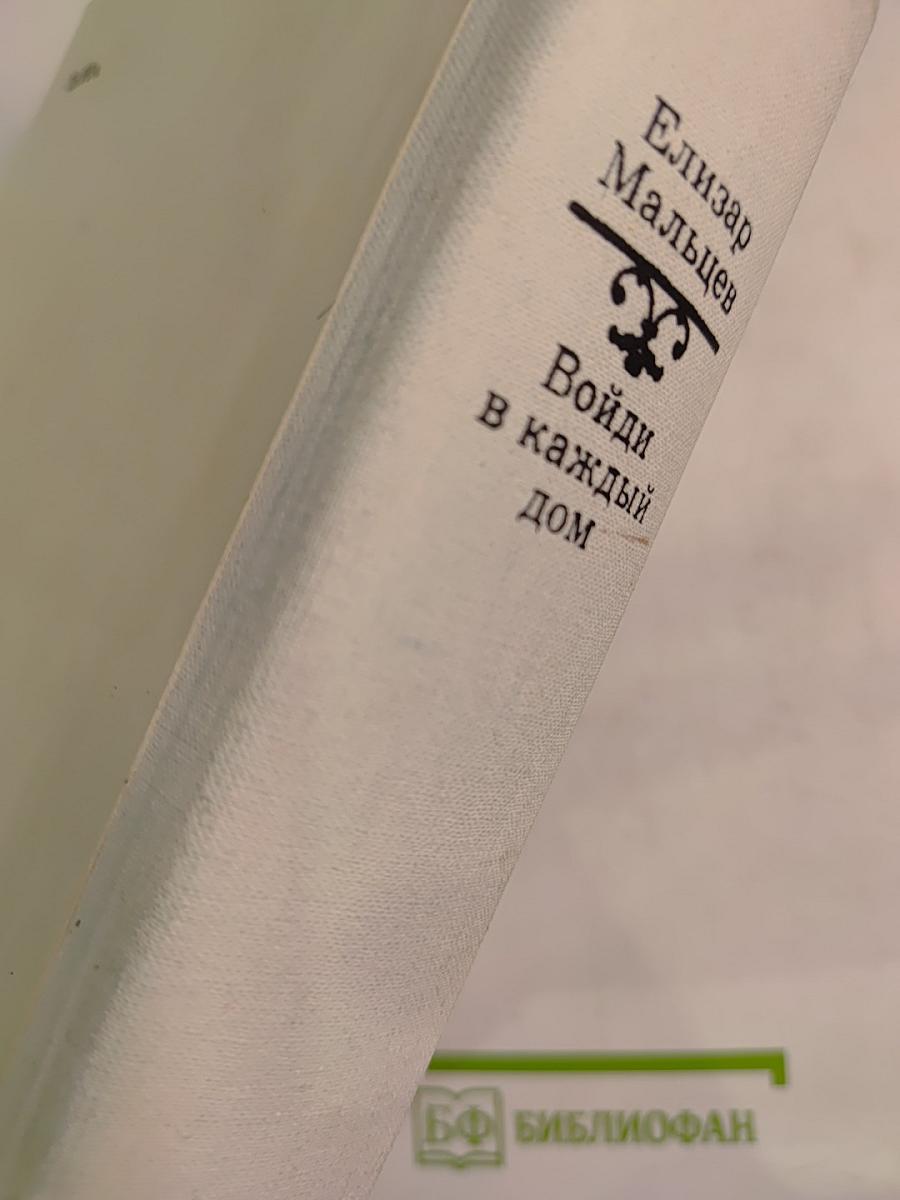 Елизар
Мальцев
Войди
в каждый
дом
БФ БИБЛИОФАН